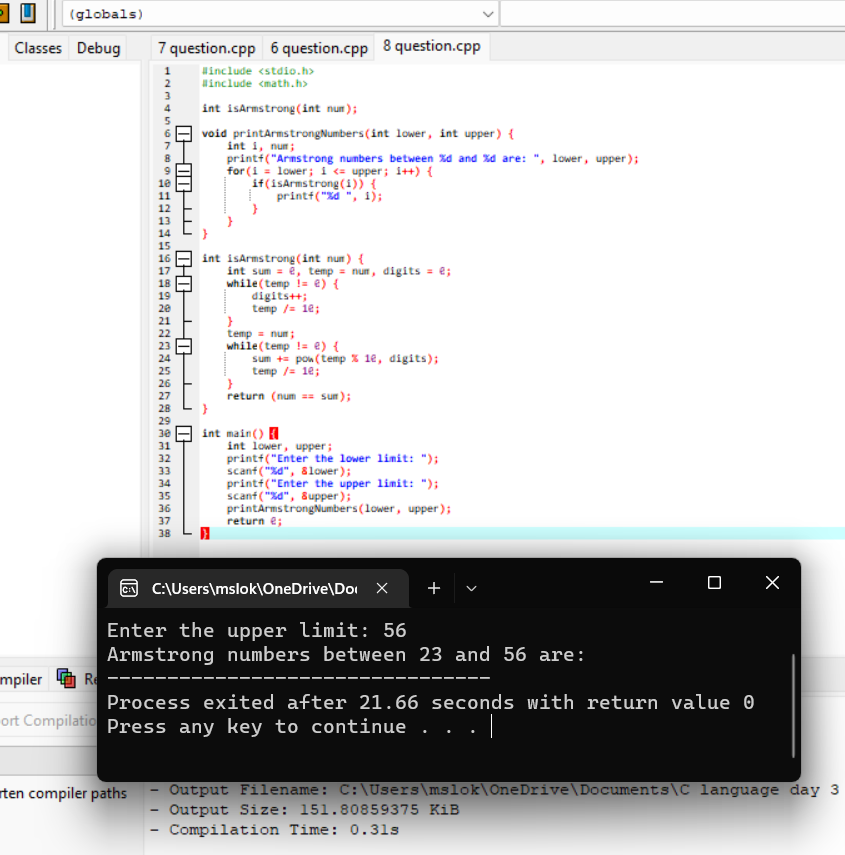 (globals)
Classes Debug 7 question.cpp 6 question.cpp 8 question.cpp
1 #include <stdio.h>
2 #include <math.h>
3
4 int isArmstrong(int num);
5
6 void printArmstrongNumbers(int lower, int upper) {
7 int i, num;
8 printf("Armstrong numbers between %d and %d are: ", lower, upper);
9 for(i = lower; i <= upper; i++) {
10 if(isArmstrong(i)) {
11 printf("%d ", i);
12 }
13 }
14 }
15
16 int isArmstrong(int num) {
17 int sum = 0, temp = num, digits = 0;
18 while(temp != 0) {
19 digits++;
20 temp /= 10;
21 }
22 temp = num;
23 while(temp != 0) {
24 sum += pow(temp % 10, digits);
25 temp /= 10;
26 }
27 return (num == sum);
28 }
29
30 int main() {
31 int lower, upper;
32 printf("Enter the lower limit: ");
33 scanf("%d", &lower);
34 printf("Enter the upper limit: ");
35 scanf("%d", &upper);
36 printArmstrongNumbers(lower, upper);
37 return 0;
38 }
C:\Users\mslok\OneDrive\Do
Enter the upper limit: 56
Armstrong numbers between 23 and 56 are:
--------------------------------
Process exited after 21.66 seconds with return value 0
Press any key to continue . . .
mpiler Re
ort Compilatio
rten compiler paths
- Output Filename: C:\Users\mslok\OneDrive\Documents\C language day 3
- Output Size: 151.80859375 KiB
- Compilation Time: 0.31s